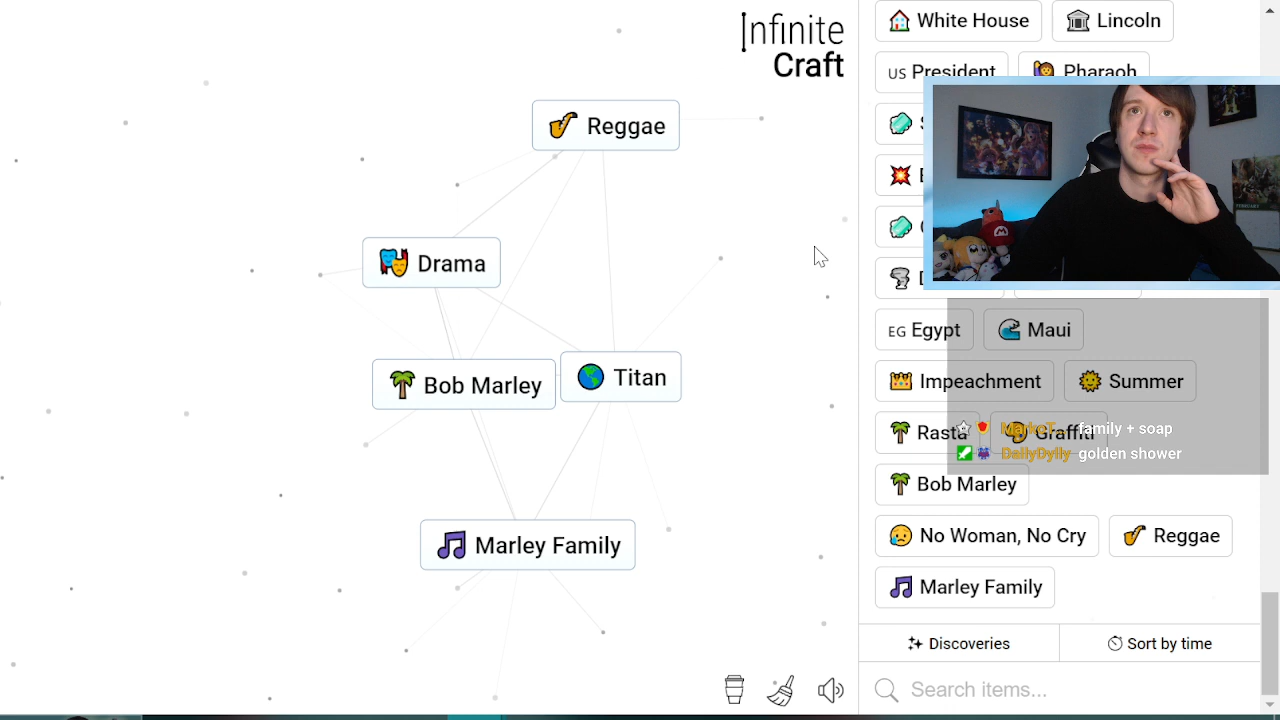 Infinite
Craft
Reggae
Drama
Bob Marley
Titan
Marley Family
White House
Lincoln
US President
Pharaoh
EG Egypt
Maui
Impeachment
Summer
Rasta
Graffiti
MarkoT family + soap
DallyDylly golden shower
Bob Marley
No Woman, No Cry
Reggae
Marley Family
Discoveries
Sort by time
Search items...